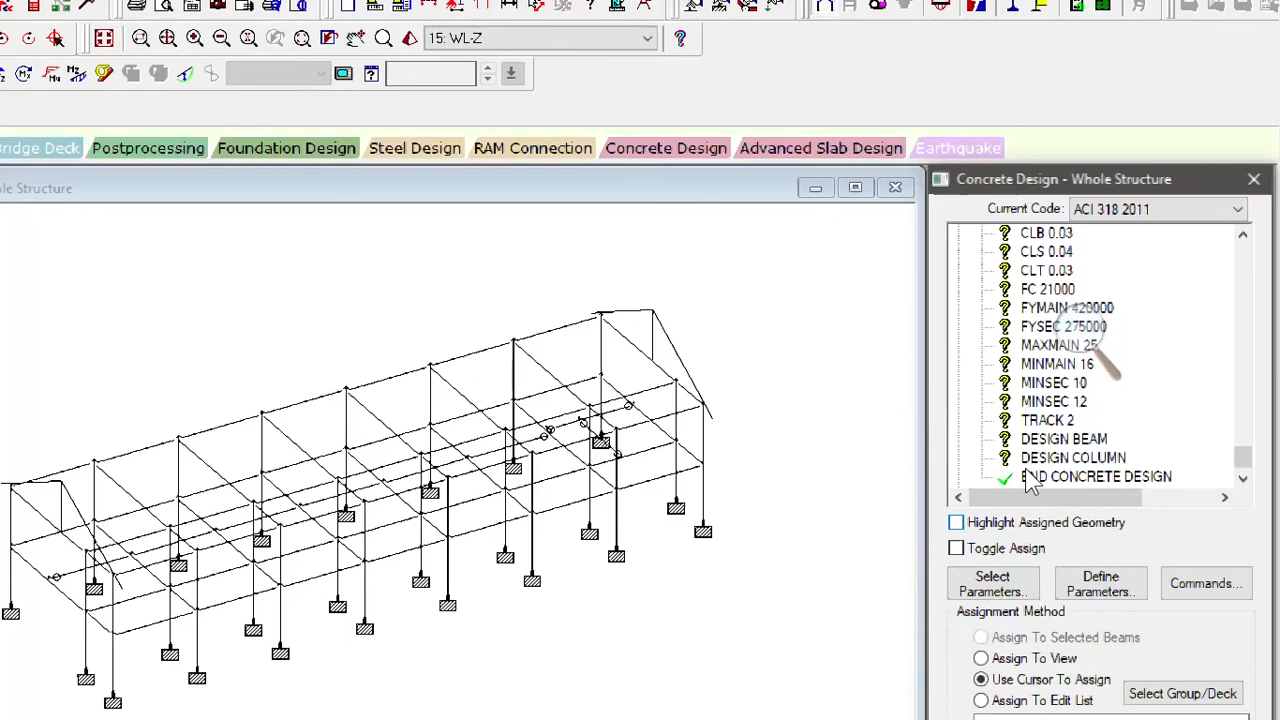 15: WL-Z
Bridge Deck
Postprocessing
Foundation Design
Steel Design
RAM Connection
Concrete Design
Advanced Slab Design
Earthquake
Structure
Concrete Design - Whole Structure
Current Code: ACI 318 2011
CLB 0.03
CLS 0.04
CLT 0.03
FC 21000
FYMAIN 420000
FYSEC 275000
MAXMAIN 25
MINMAIN 16
MINSEC 10
MINSEC 12
TRACK 2
DESIGN BEAM
DESIGN COLUMN
END CONCRETE DESIGN
Highlight Assigned Geometry
Toggle Assign
Select Parameters..
Define Parameters..
Commands...
Assignment Method
Assign To Selected Beams
Assign To View
Use Cursor To Assign
Select Group/Deck
Assign To Edit List